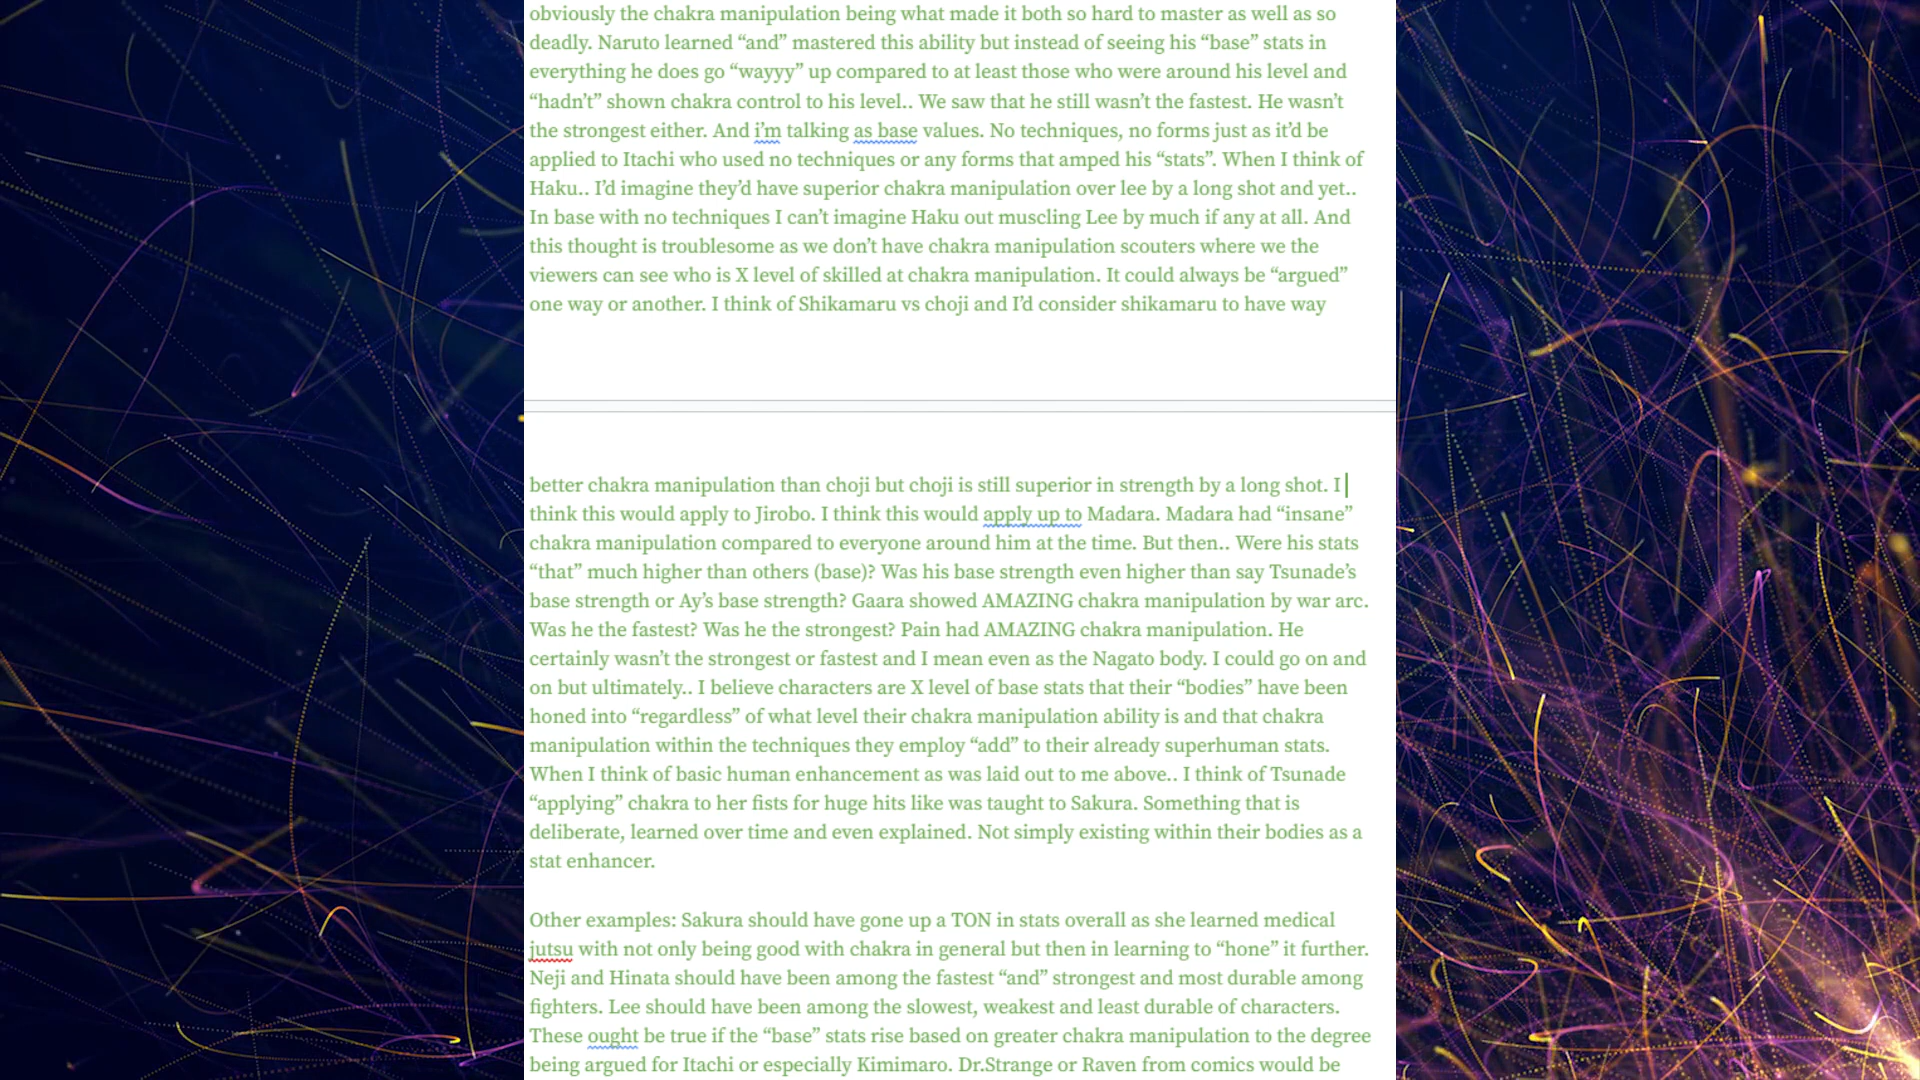 obviously the chakra manipulation being what made it both so hard to master as well as so
deadly. Naruto learned “and” mastered this ability but instead of seeing his “base” stats in
everything he does go “wayyy” up compared to at least those who were around his level and
“hadn’t” shown chakra control to his level.. We saw that he still wasn’t the fastest. He wasn’t
the strongest either. And i’m talking as base values. No techniques, no forms just as it’d be
applied to Itachi who used no techniques or any forms that amped his “stats”. When I think of
Haku.. I’d imagine they’d have superior chakra manipulation over lee by a long shot and yet..
In base with no techniques I can’t imagine Haku out muscling Lee by much if any at all. And
this thought is troublesome as we don’t have chakra manipulation scouters where we the
viewers can see who is X level of skilled at chakra manipulation. It could always be “argued”
one way or another. I think of Shikamaru vs choji and I’d consider shikamaru to have way
better chakra manipulation than choji but choji is still superior in strength by a long shot. I
think this would apply to Jirobo. I think this would apply up to Madara. Madara had “insane”
chakra manipulation compared to everyone around him at the time. But then.. Were his stats
“that” much higher than others (base)? Was his base strength even higher than say Tsunade’s
base strength or Ay’s base strength? Gaara showed AMAZING chakra manipulation by war arc.
Was he the fastest? Was he the strongest? Pain had AMAZING chakra manipulation. He
certainly wasn’t the strongest or fastest and I mean even as the Nagato body. I could go on and
on but ultimately.. I believe characters are X level of base stats that their “bodies” have been
honed into “regardless” of what level their chakra manipulation ability is and that chakra
manipulation within the techniques they employ “add” to their already superhuman stats.
When I think of basic human enhancement as was laid out to me above.. I think of Tsunade
“applying” chakra to her fists for huge hits like was taught to Sakura. Something that is
deliberate, learned over time and even explained. Not simply existing within their bodies as a
stat enhancer.
Other examples: Sakura should have gone up a TON in stats overall as she learned medical
jutsu with not only being good with chakra in general but then in learning to “hone” it further.
Neji and Hinata should have been among the fastest “and” strongest and most durable among
fighters. Lee should have been among the slowest, weakest and least durable of characters.
These ought be true if the “base” stats rise based on greater chakra manipulation to the degree
being argued for Itachi or especially Kimimaro. Dr.Strange or Raven from comics would be